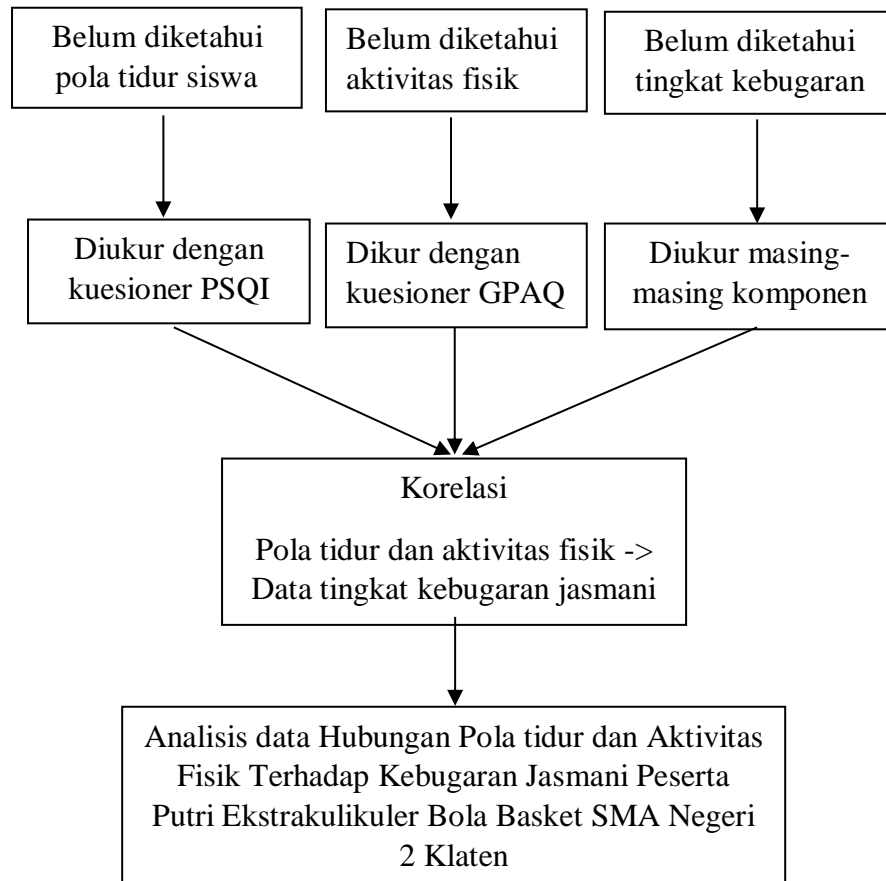 Belum diketahui
pola tidur siswa
Belum diketahui
aktivitas fisik
Belum diketahui
tingkat kebugaran
Diukur dengan
kuesioner PSQI
Dikur dengan
kuesioner GPAQ
Diukur masing-
masing komponen
Korelasi
Pola tidur dan aktivitas fisik ->
Data tingkat kebugaran jasmani
Analisis data Hubungan Pola tidur dan Aktivitas
Fisik Terhadap Kebugaran Jasmani Peserta
Putri Ekstrakulikuler Bola Basket SMA Negeri
2 Klaten